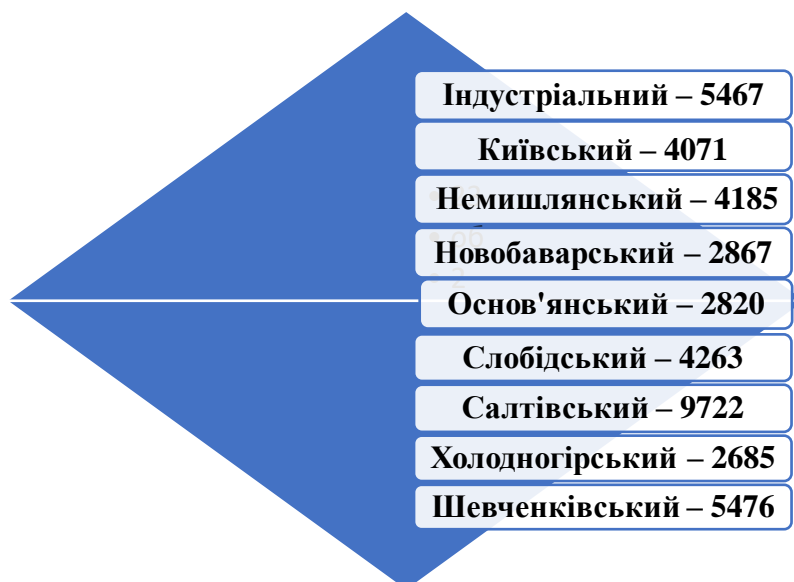 Індустріальний – 5467
Київський – 4071
Немишлянський – 4185
Новобаварський – 2867
Основ'янський – 2820
Слобідський – 4263
Салтівський – 9722
Холодногірський – 2685
Шевченківський – 5476